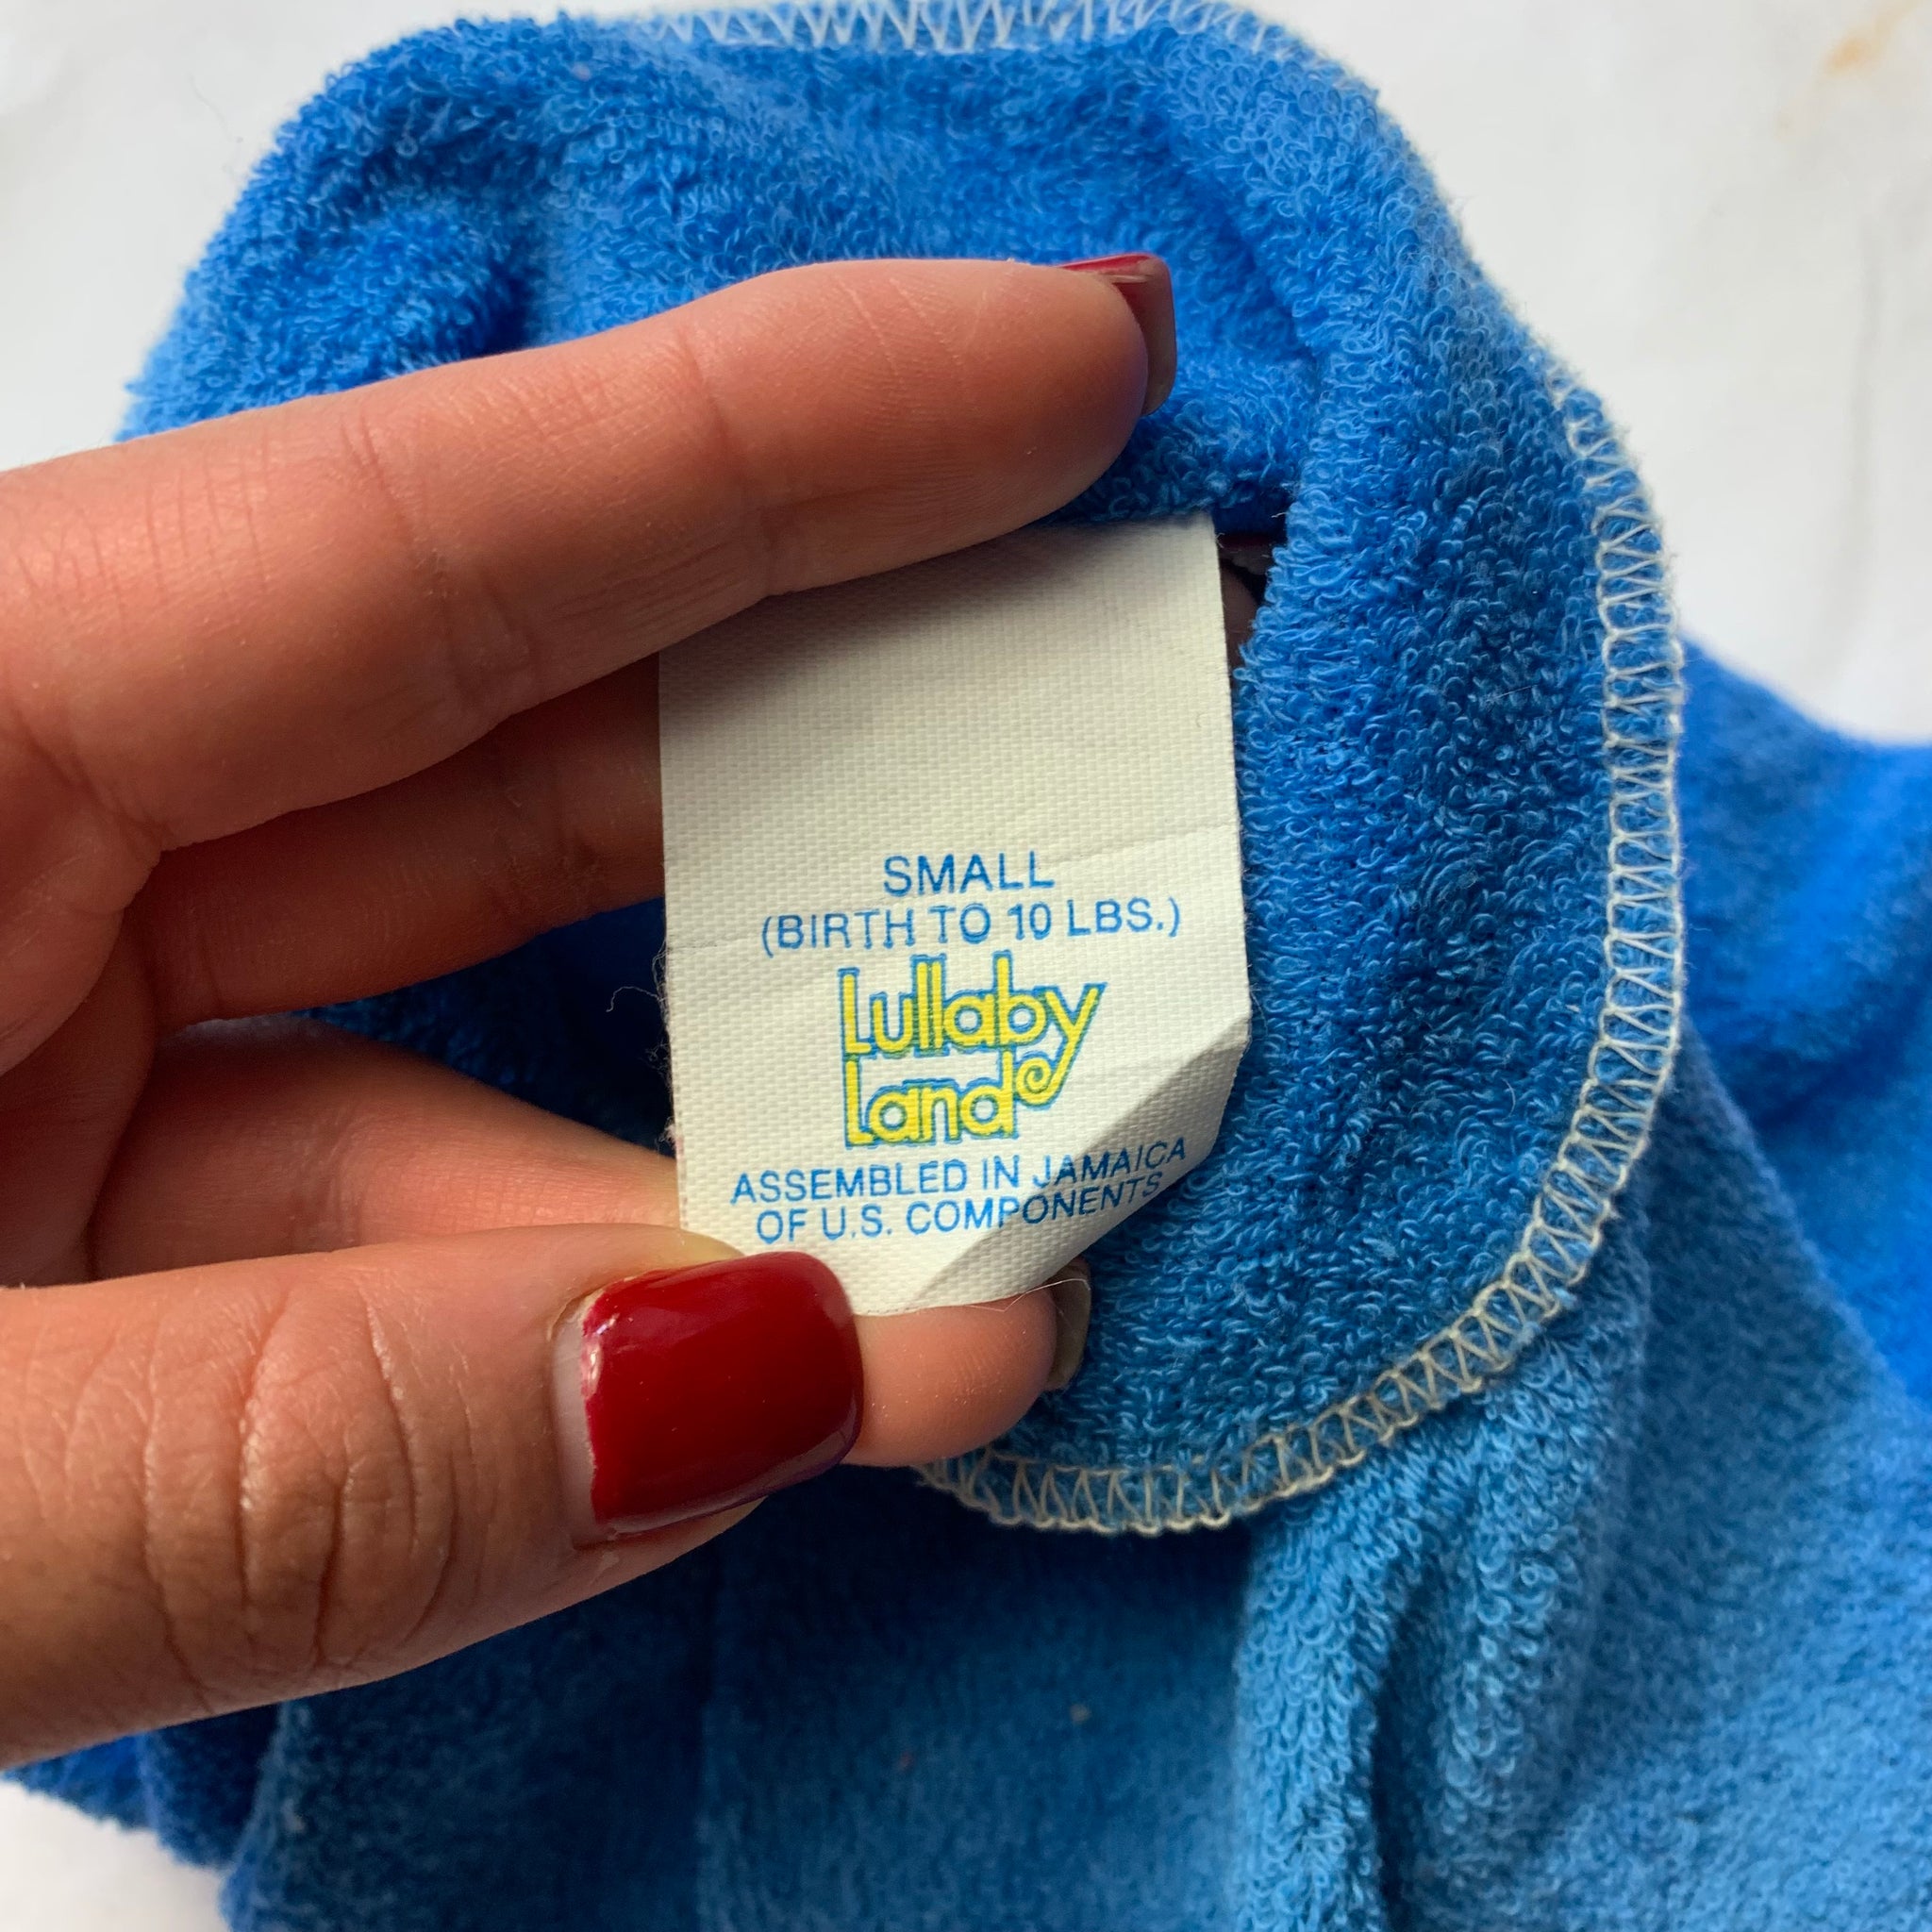 SMALL
(BIRTH TO 10 LBS.)
Lullaby
Land
ASSEMBLED IN JAMAICA
OF U.S. COMPONENTS